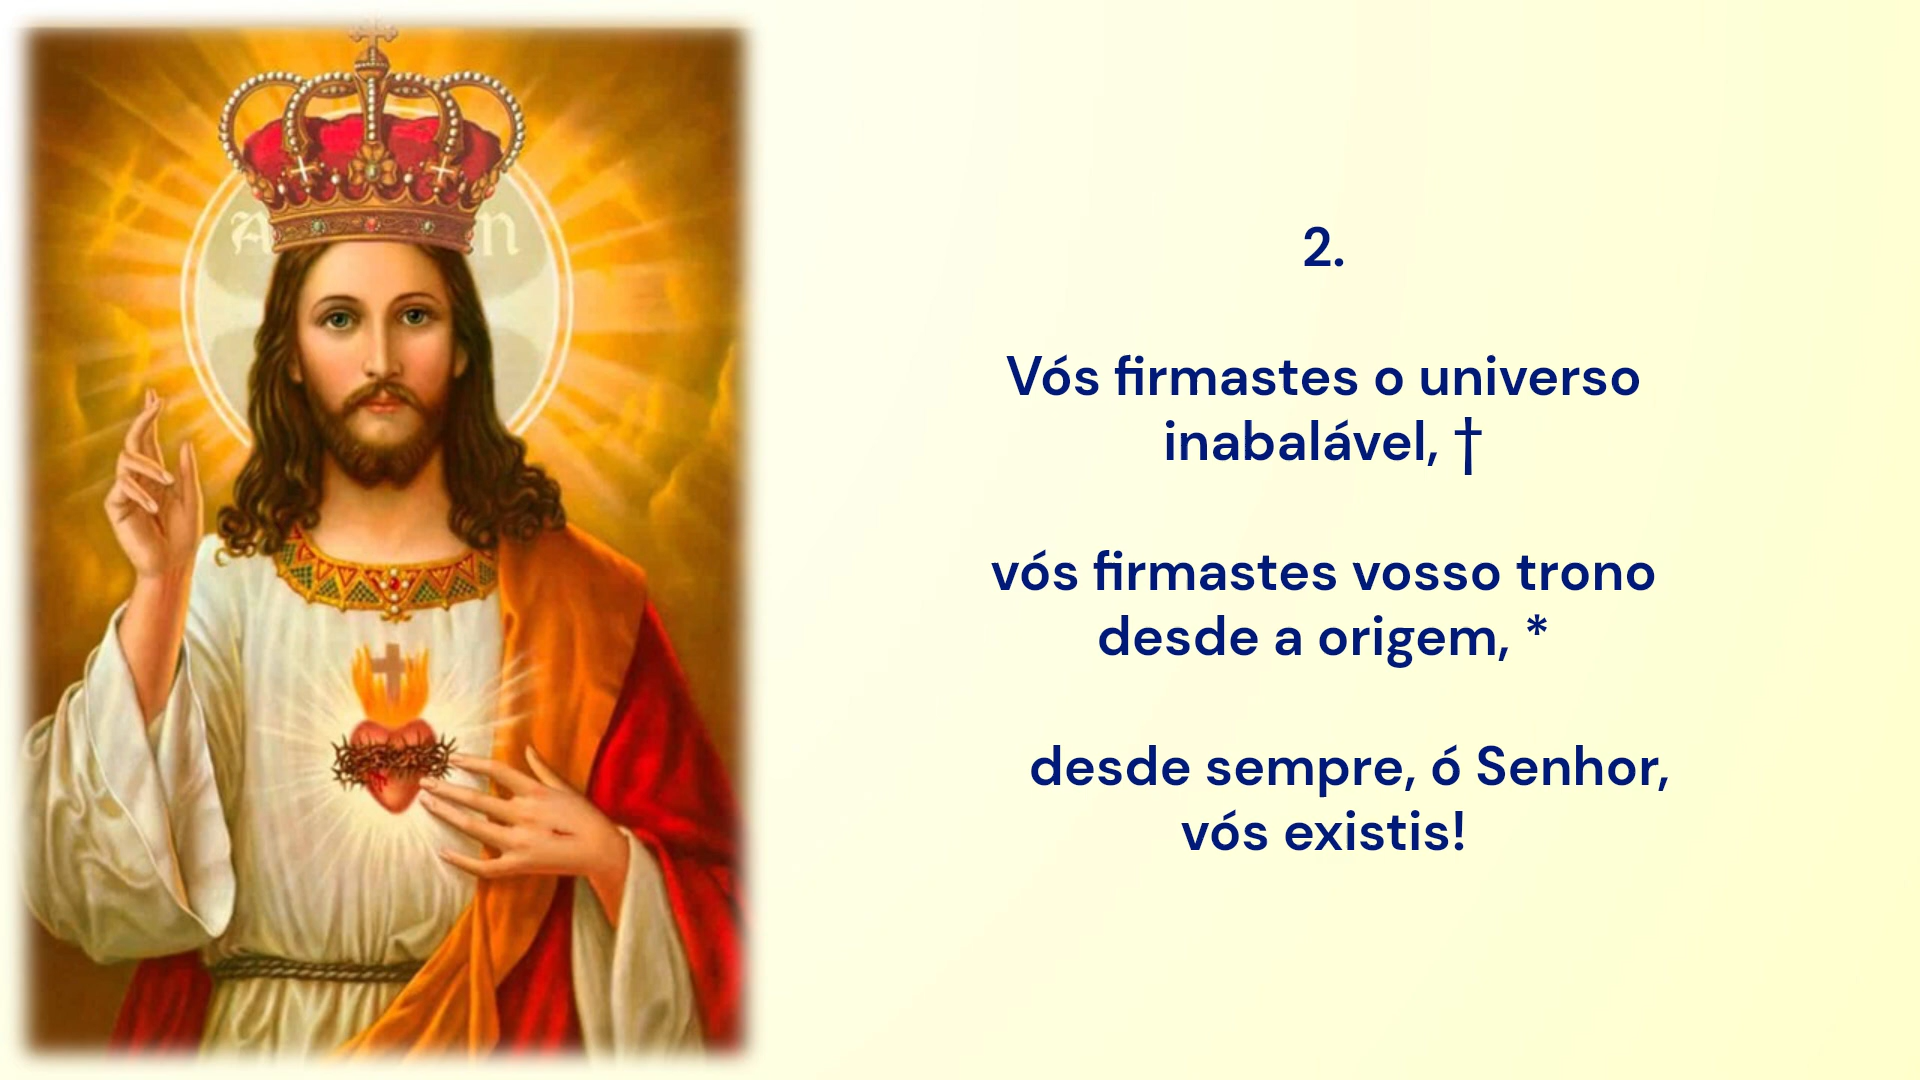 2.
Vós firmastes o universo
inabalável, †
vós firmastes vosso trono
desde a origem, *
desde sempre, ó Senhor,
vós existis!